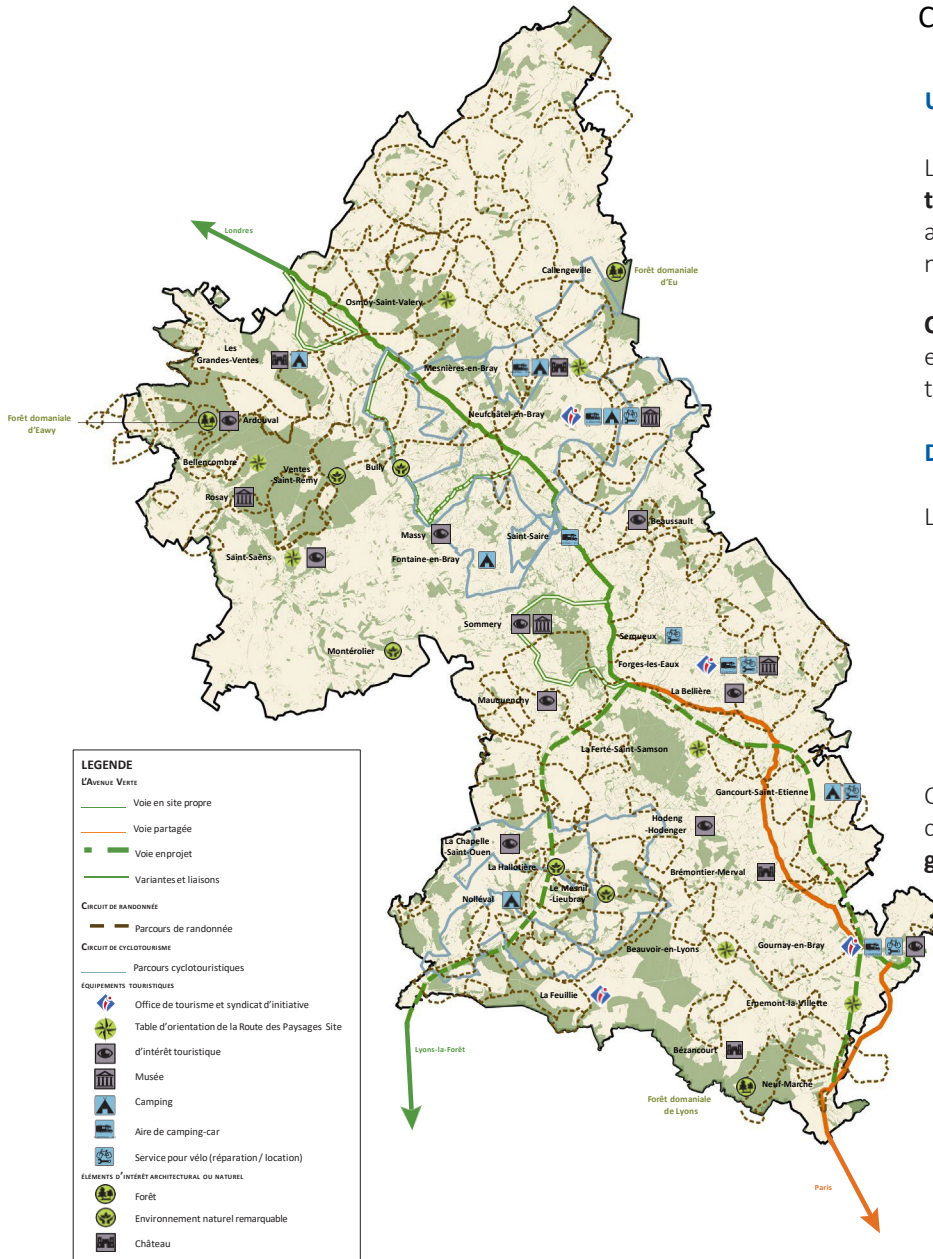 C
U
L
t
a
n
Londres
Callengeville
Forêt domaniale
d'Eu
O
Osmoy-Saint-Valery
e
t
Les
Grandes-Ventes
Mesnières-en-Bray
Forêt domaniale
d'Eawy
Ardouval
Neufchâtel-en-Bray
D
Bellencombre
Ventes
-Saint-Rémy
Bully
Rosay
L
Beaussault
Massy
Saint-Saire
Saint-Saëns
Fontaine-en-Bray
Sommery
Serqueux
Montérolier
Forges-les-Eaux
La Bellière
Mauquenchy
La Ferté-Saint-Samson
Gancourt-Saint-Etienne
C
Hodeng
-Hodenger
d
La Chapelle
-Saint-Ouen
g
La Hallotière
Brémontier-Merval
Le Mesnil
-Lieubray
Nolléval
Beauvoir-en-Lyons
Gournay-en-Bray
La Feuillie
Ernemont-la-Villette
Lyons-la-Forêt
Bézancourt
Neuf-Marché
Forêt domaniale
de Lyons
Paris
LEGENDE
L'Avenue Verte
Voie en site propre
Voie partagée
Voie en projet
Variantes et liaisons
Circuit de randonnée
Parcours de randonnée
Circuit de cyclotourisme
Parcours cyclotouristiques
équipements touristiques
Office de tourisme et syndicat d'initiative
Table d'orientation de la Route des Paysages Site
d'intérêt touristique
Musée
Camping
Aire de camping-car
Service pour vélo (réparation / location)
éléments d'intérêt architectural ou naturel
Forêt
Environnement naturel remarquable
Château